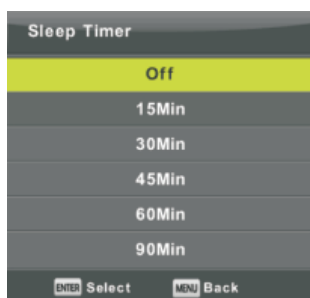 Sleep Timer
Off
15Min
30Min
45Min
60Min
90Min
ENTER Select MENU Back